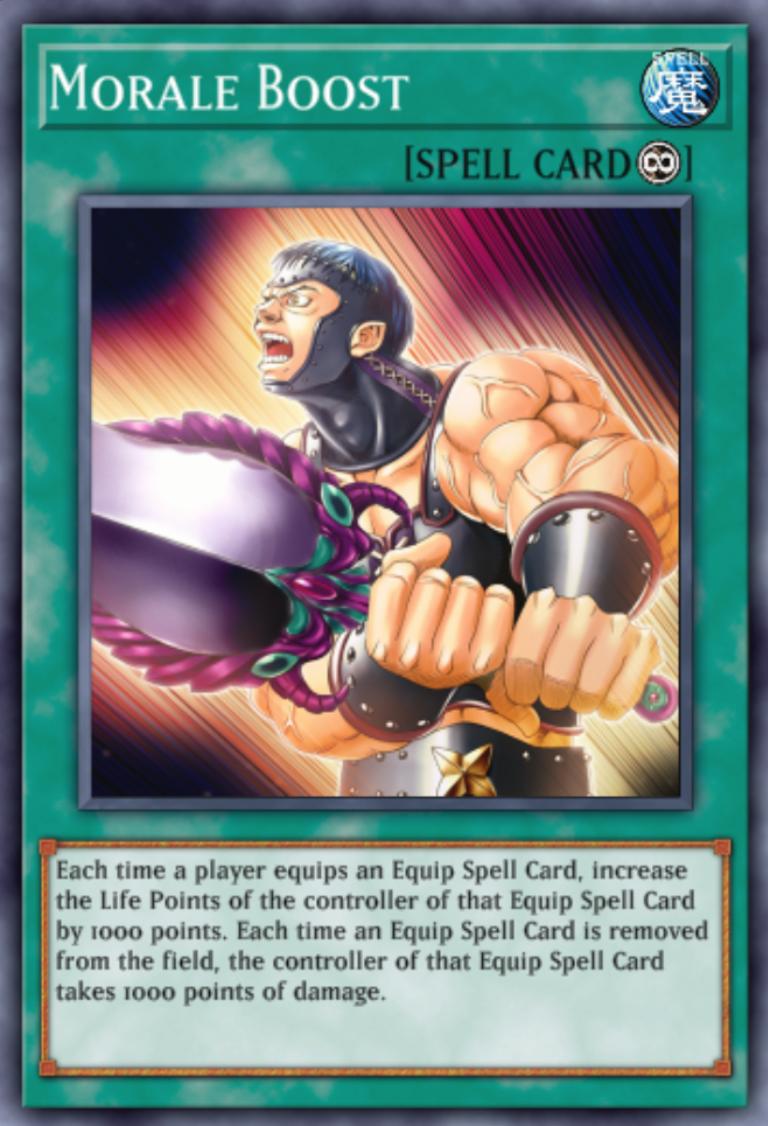 MORALE BOOST
SPELL
魔
[SPELL CARD♾]
Each time a player equips an Equip Spell Card, increase
the Life Points of the controller of that Equip Spell Card
by 1000 points. Each time an Equip Spell Card is removed
from the field, the controller of that Equip Spell Card
takes 1000 points of damage.